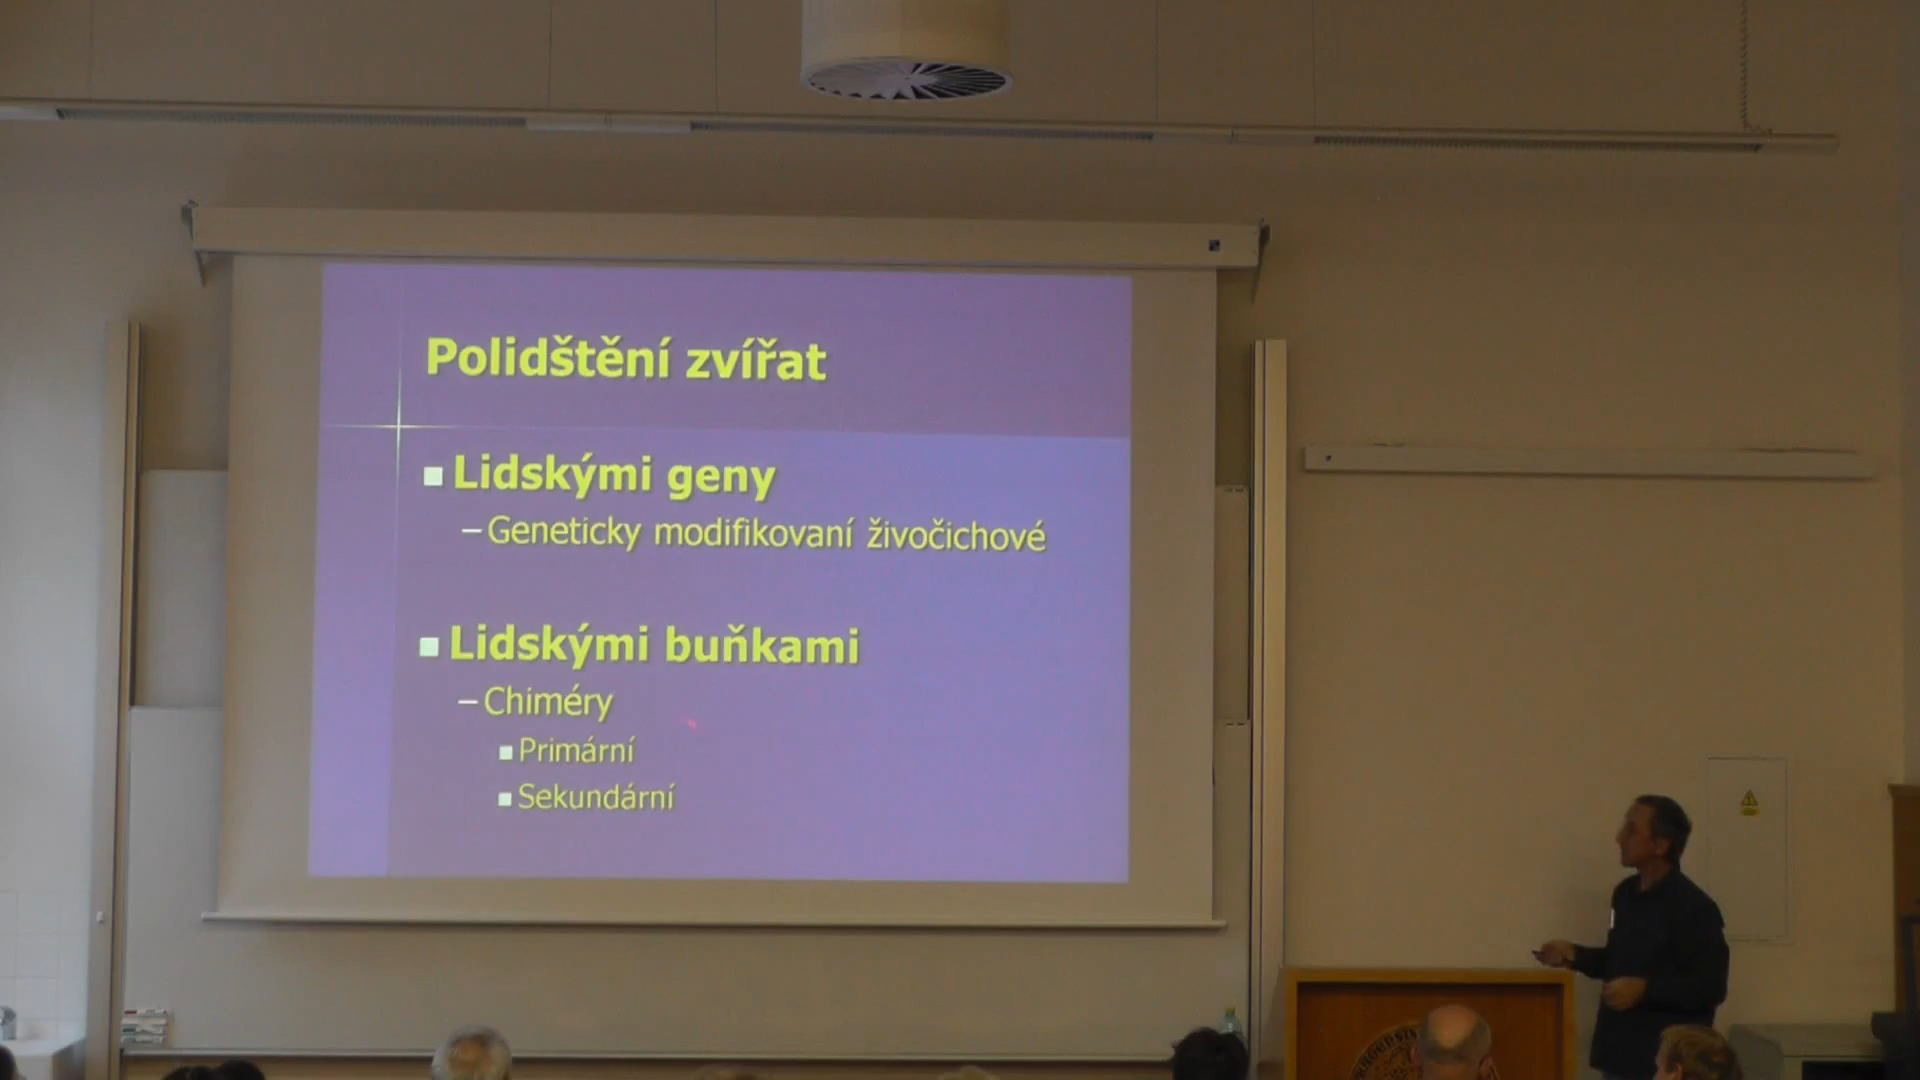 Polidštění zvířat
Lidskými geny
– Geneticky modifikovaní živočichové
Lidskými buňkami
– Chiméry
Primární
Sekundární